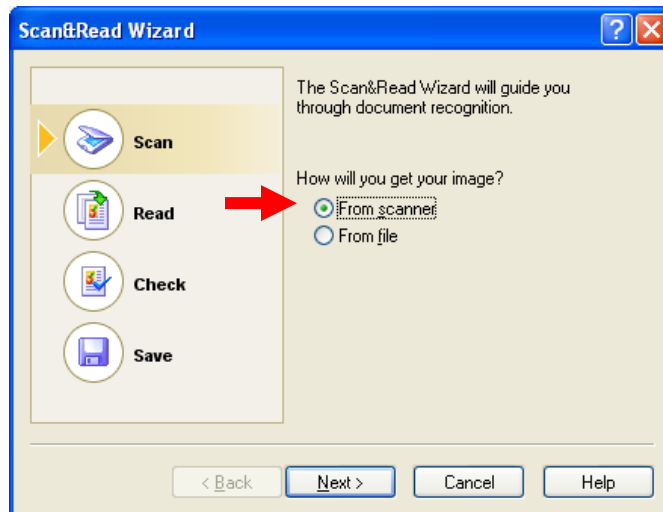 Scan&Read Wizard
Scan
Read
Check
Save
The Scan&Read Wizard will guide you
through document recognition.
How will you get your image?
From scanner
From file
< Back
Next >
Cancel
Help